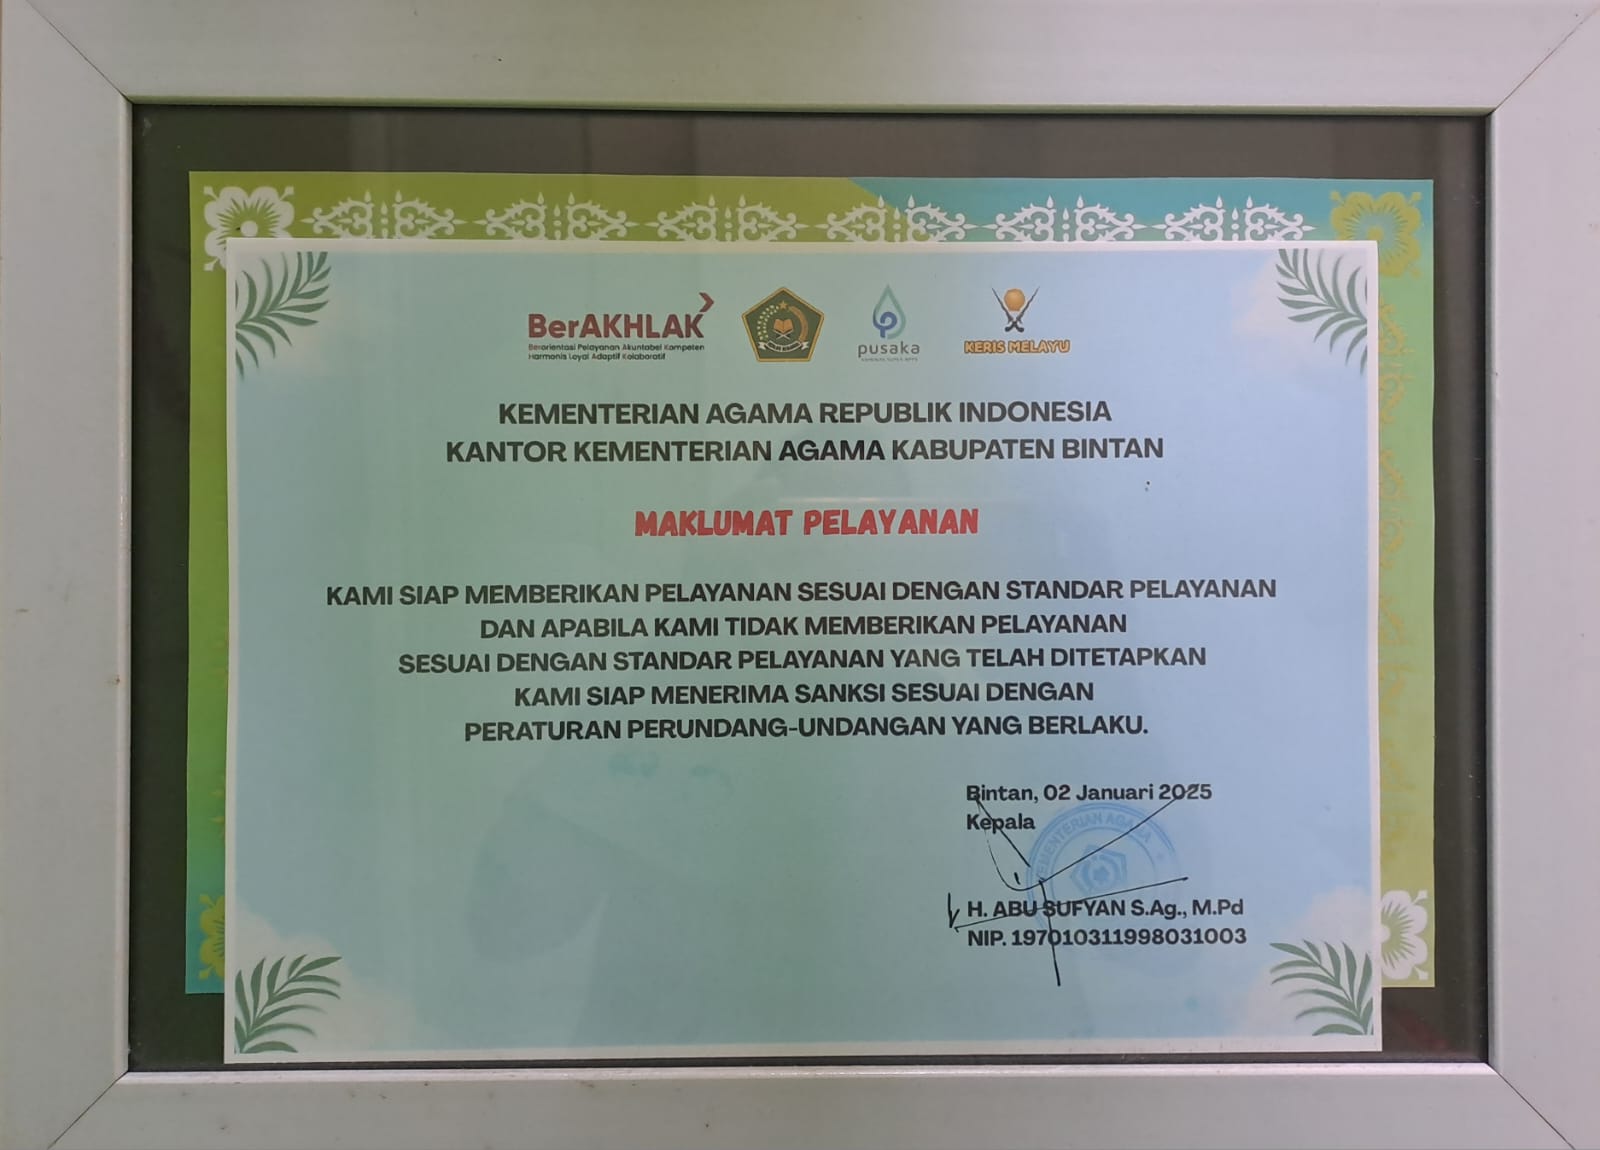 BerAKHLAK
Berorientasi Pelayanan Akuntabel Kompeten
Harmonis Loyal Adaptif Kolaboratif
pusaka
KERIS MELAYU
KEMENTERIAN AGAMA REPUBLIK INDONESIA
KANTOR KEMENTERIAN AGAMA KABUPATEN BINTAN
MAKLUMAT PELAYANAN
KAMI SIAP MEMBERIKAN PELAYANAN SESUAI DENGAN STANDAR PELAYANAN
DAN APABILA KAMI TIDAK MEMBERIKAN PELAYANAN
SESUAI DENGAN STANDAR PELAYANAN YANG TELAH DITETAPKAN
KAMI SIAP MENERIMA SANKSI SESUAI DENGAN
PERATURAN PERUNDANG-UNDANGAN YANG BERLAKU.
Bintan, 02 Januari 2025
Kepala
KEMENTERIAN AGAMA
H. ABU SUFYAN S.Ag., M.Pd
NIP. 197010311998031003